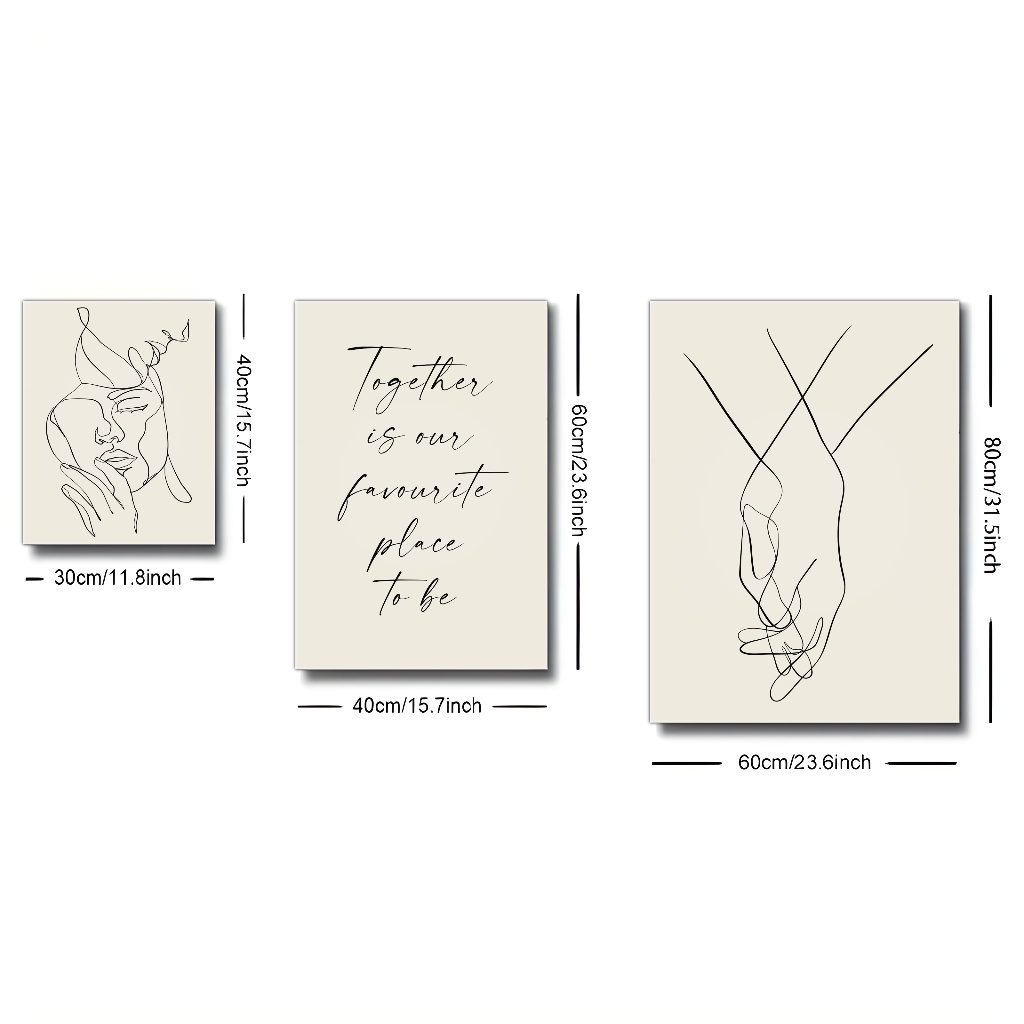 40cm/15.7inch
30cm/11.8inch
Together
is our
favourite
place
to be
60cm/23.6inch
40cm/15.7inch
80cm/31.5inch
60cm/23.6inch